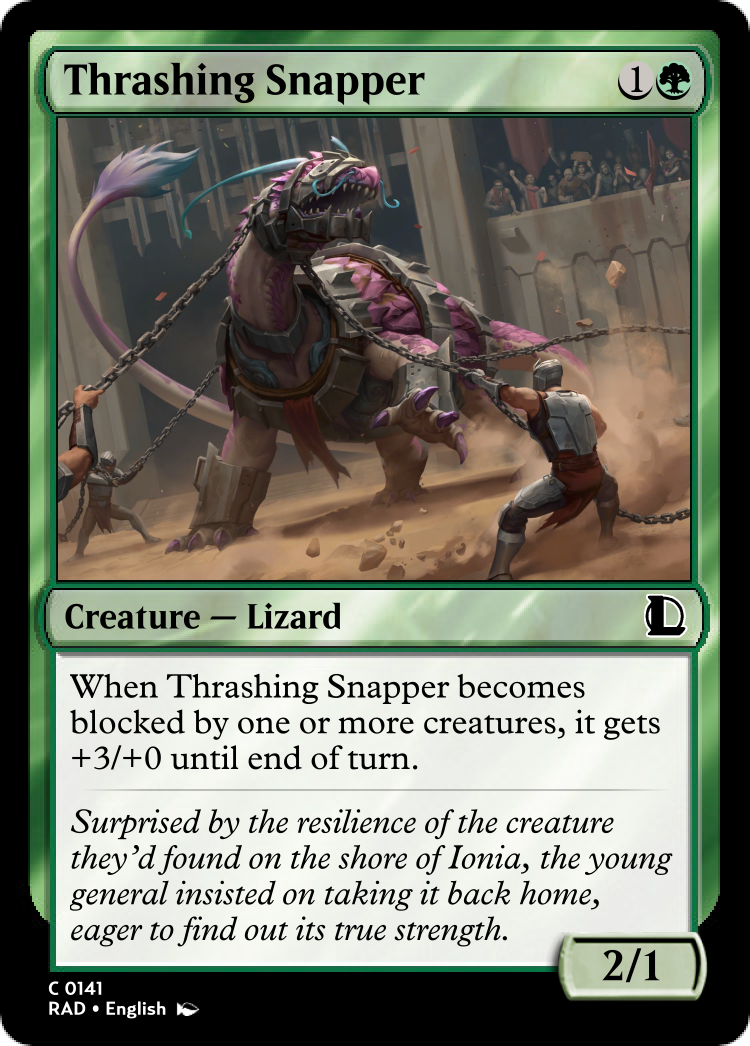 Thrashing Snapper 1
Creature — Lizard
When Thrashing Snapper becomes
blocked by one or more creatures, it gets
+3/+0 until end of turn.
Surprised by the resilience of the creature
they'd found on the shore of Ionia, the young
general insisted on taking it back home,
eager to find out its true strength.
2/1
C 0141
RAD • English